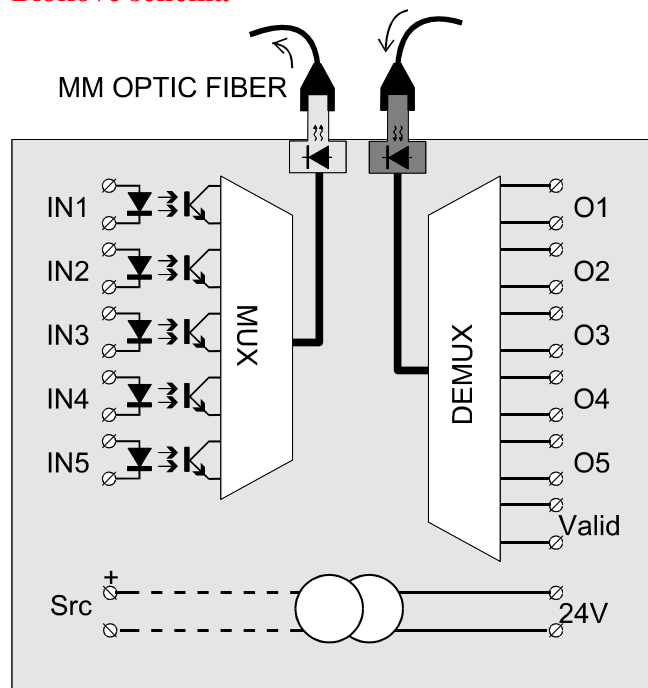 MM OPTIC FIBER
IN1
IN2
IN3
IN4
IN5
MUX
DEMUX
O1
O2
O3
O4
O5
Valid
+
Src
24V